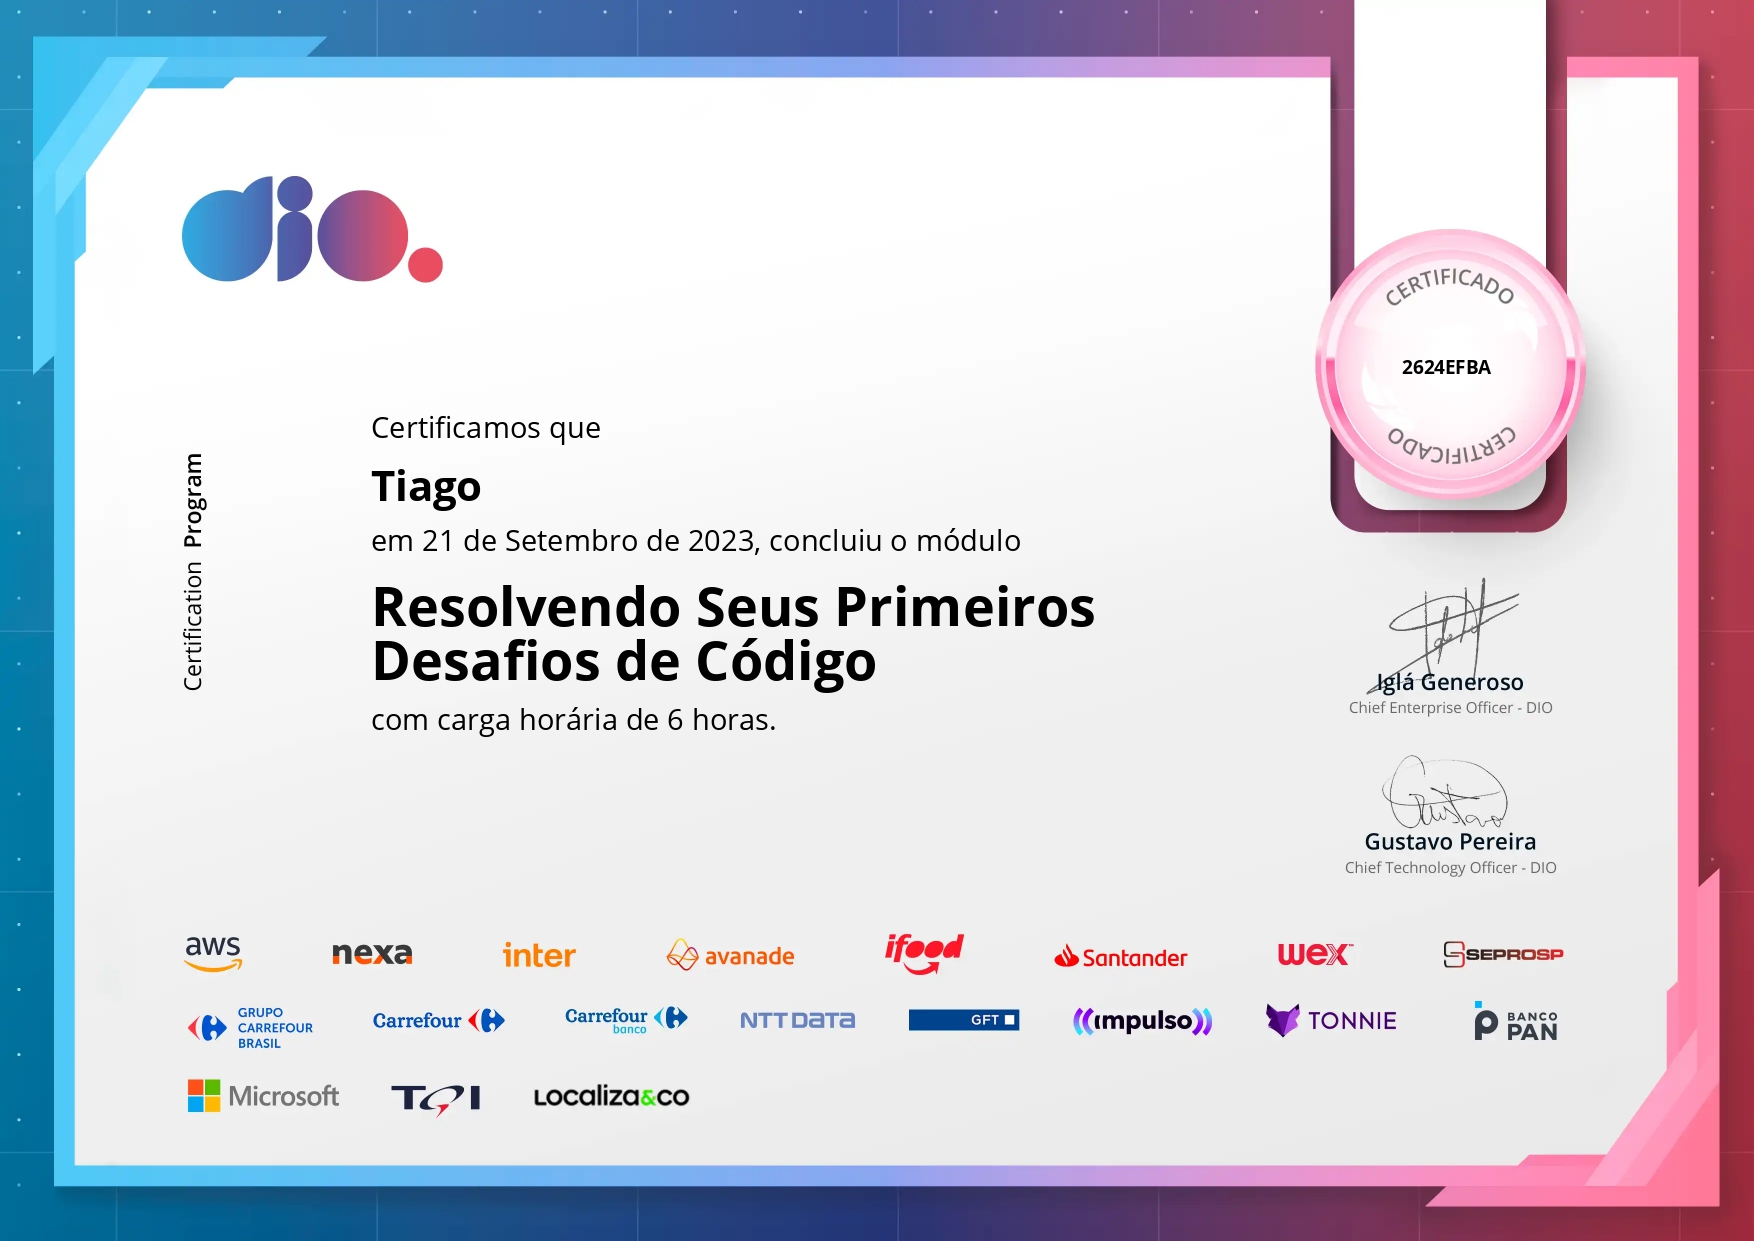 dio.
CERTIFICADO
2624EFBA
CERTIFICADO
Certification Program
Certificamos que
Tiago
em 21 de Setembro de 2023, concluiu o módulo
Resolvendo Seus Primeiros
Desafios de Código
com carga horária de 6 horas.
Iglá Generoso
Chief Enterprise Officer - DIO
Gustavo
Gustavo Pereira
Chief Technology Officer - DIO
aws nexa inter avanade ifood Santander wex™ SEPROSP
GRUPO
CARREFOUR
BRASIL
Carrefour
Carrefour
banco
NTT DATA
GFT
impulso
TONNIE
BANCO
PAN
Microsoft TQI Localiza&co